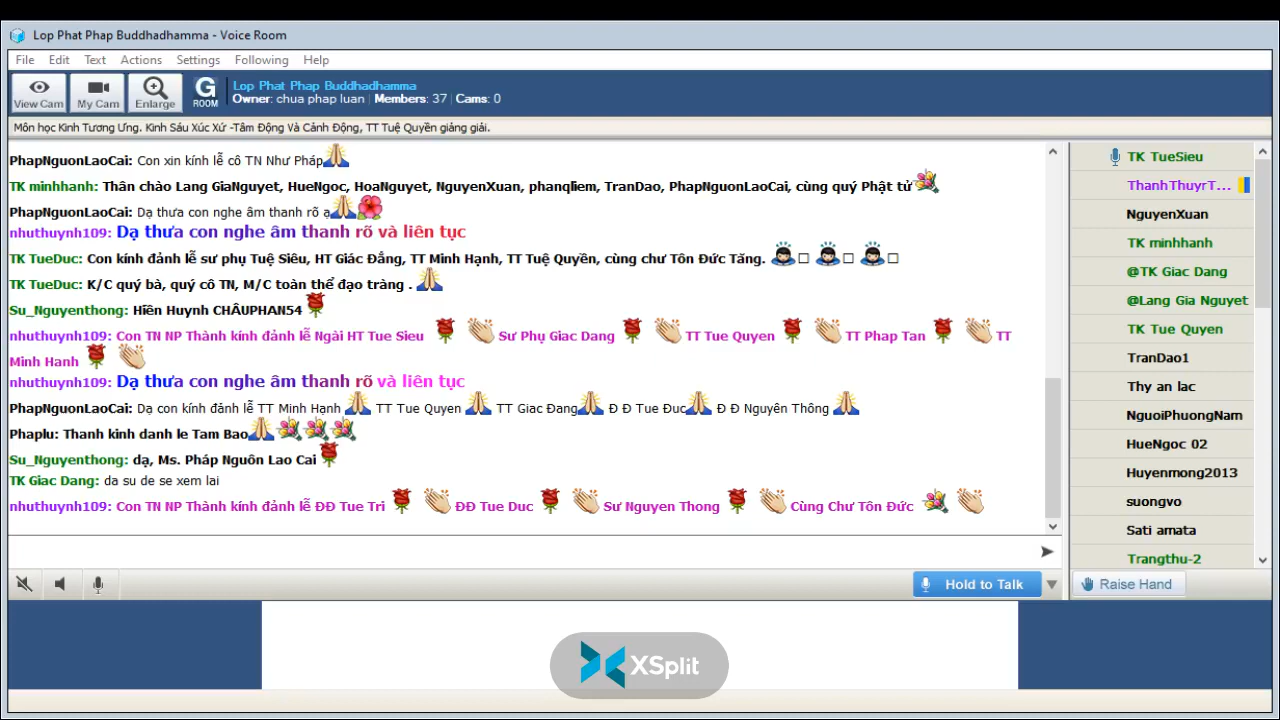 Lop Phat Phap Buddhadhamma - Voice Room
File Edit Text Actions Settings Following Help
View Cam My Cam Enlarge G ROOM
Lop Phat Phap Buddhadhamma
Owner: chua phap luan | Members: 37 | Cams: 0
Môn học Kinh Tương Ưng. Kinh Sáu Xúc Xứ -Tâm Động Và Cảnh Động, TT Tuệ Quyền giảng giải.
PhapNguonLaoCai: Con xin kính lễ cô TN Như Pháp
TK minhhanh: Thân chào Lang GiaNguyet, HueNgoc, HoaNguyet, NguyenXuan, phanqliem, TranDao, PhapNguonLaoCai, cùng quý Phật tử
PhapNguonLaoCai: Dạ thưa con nghe âm thanh rõ ạ
nhuthuynh109: Dạ thưa con nghe âm thanh rõ và liên tục
TK TueDuc: Con kính đảnh lễ sư phụ Tuệ Siêu, HT Giác Đẳng, TT Minh Hạnh, TT Tuệ Quyền, cùng chư Tôn Đức Tăng.
TK TueDuc: K/C quý bà, quý cô TN, M/C toàn thể đạo tràng .
Su_Nguyenthong: Hiền Huynh CHÂUPHAN54
nhuthuynh109: Con TN NP Thành kính đảnh lễ Ngài HT Tue Sieu Sư Phụ Giac Dang TT Tue Quyen TT Phap Tan TT
Minh Hanh
nhuthuynh109: Dạ thưa con nghe âm thanh rõ và liên tục
PhapNguonLaoCai: Dạ con kính đảnh lễ TT Minh Hạnh TT Tue Quyen TT Giac Đang Đ Đ Tue Đuc Đ Đ Nguyên Thông
Phaplu: Thanh kinh danh le Tam Bao
Su_Nguyenthong: dạ, Ms. Pháp Nguôn Lao Cai
TK Giac Dang: da su de se xem lai
nhuthuynh109: Con TN NP Thành kính đảnh lễ ĐĐ Tue Tri ĐĐ Tue Duc Sư Nguyen Thong Cùng Chư Tôn Đức
TK TueSieu
ThanhThuyrT...
NguyenXuan
TK minhhanh
@TK Giac Dang
@Lang Gia Nguyet
TK Tue Quyen
TranDao1
Thy an lac
NguoiPhuongNam
HueNgoc 02
Huyenmong2013
suongvo
Sati amata
Trangthu-2
Hold to Talk
Raise Hand
XSplit